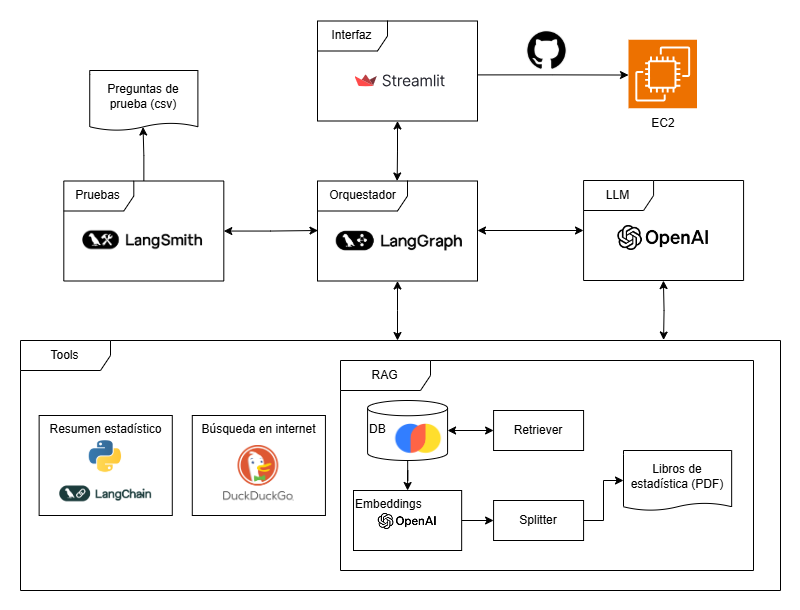 Interfaz
Streamlit
EC2
Preguntas de
prueba (csv)
Pruebas
LangSmith
Orquestador
LangGraph
LLM
OpenAI
Tools
Resumen estadístico
LangChain
Búsqueda en internet
DuckDuckGo.
RAG
DB
Retriever
Embeddings
OpenAI
Splitter
Libros de
estadística (PDF)